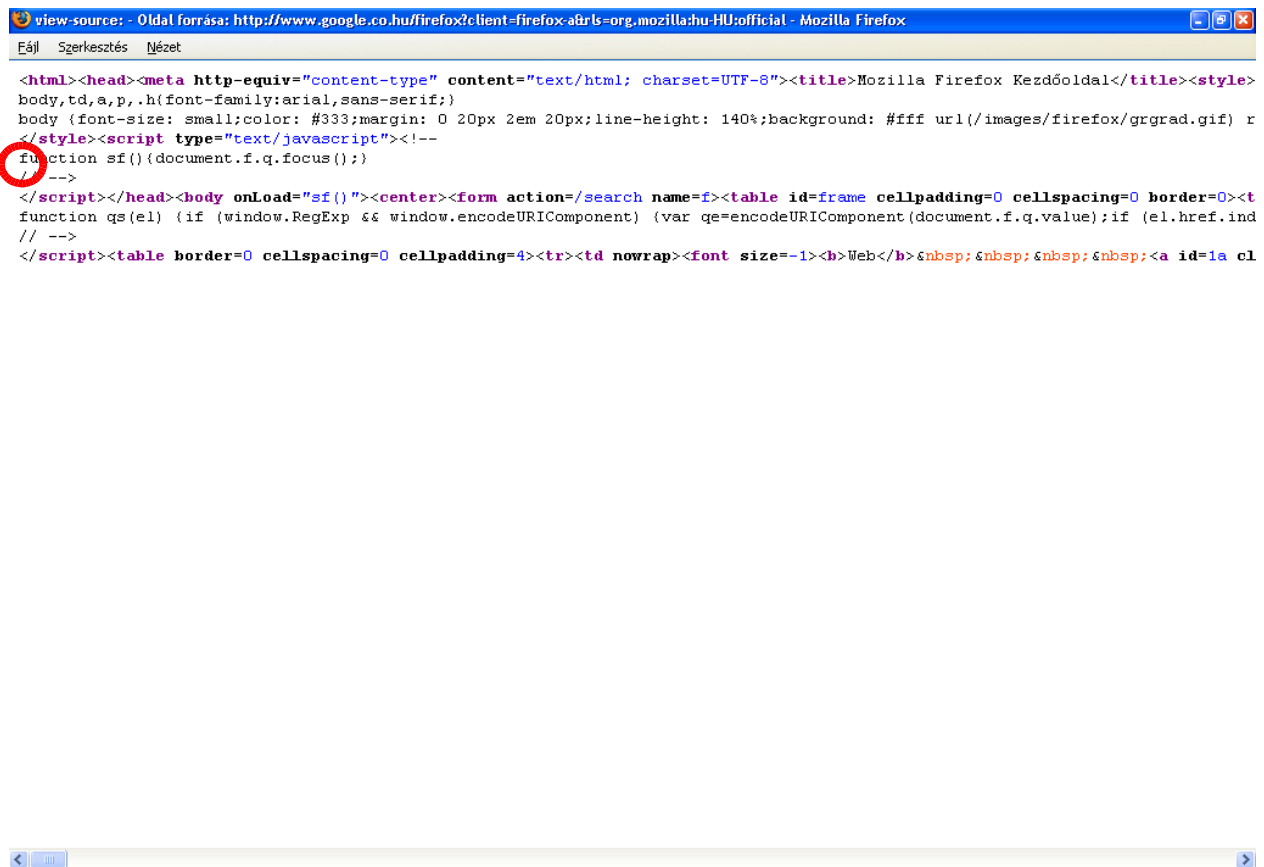 view-source: - Oldal forrása: http://www.google.co.hu/firefox?client=firefox-a&rls=org.mozilla:hu-HU:official - Mozilla Firefox
Fájl Szerkesztés Nézet
<html><head><meta http-equiv="content-type" content="text/html; charset=UTF-8"><title>Mozilla Firefox Kezdőoldal</title><style>
body,td,a,p,.h{font-family:arial,sans-serif;}
body {font-size: small;color: #333;margin: 0 20px 2em 20px;line-height: 140%;background: #fff url(/images/firefox/grgrad.gif) r
</style><script type="text/javascript"><!--
function sf(){document.f.q.focus();}
// -->
</script></head><body onLoad="sf()"><center><form action=/search name=f><table id=frame cellpadding=0 cellspacing=0 border=0><t
function qs(el) {if (window.RegExp && window.encodeURIComponent) {var qe=encodeURIComponent(document.f.q.value);if (el.href.ind
// -->
</script><table border=0 cellspacing=0 cellpadding=4><tr><td nowrap><font size=-1><b>Web</b>&nbsp;&nbsp;&nbsp;&nbsp;<a id=1a cl